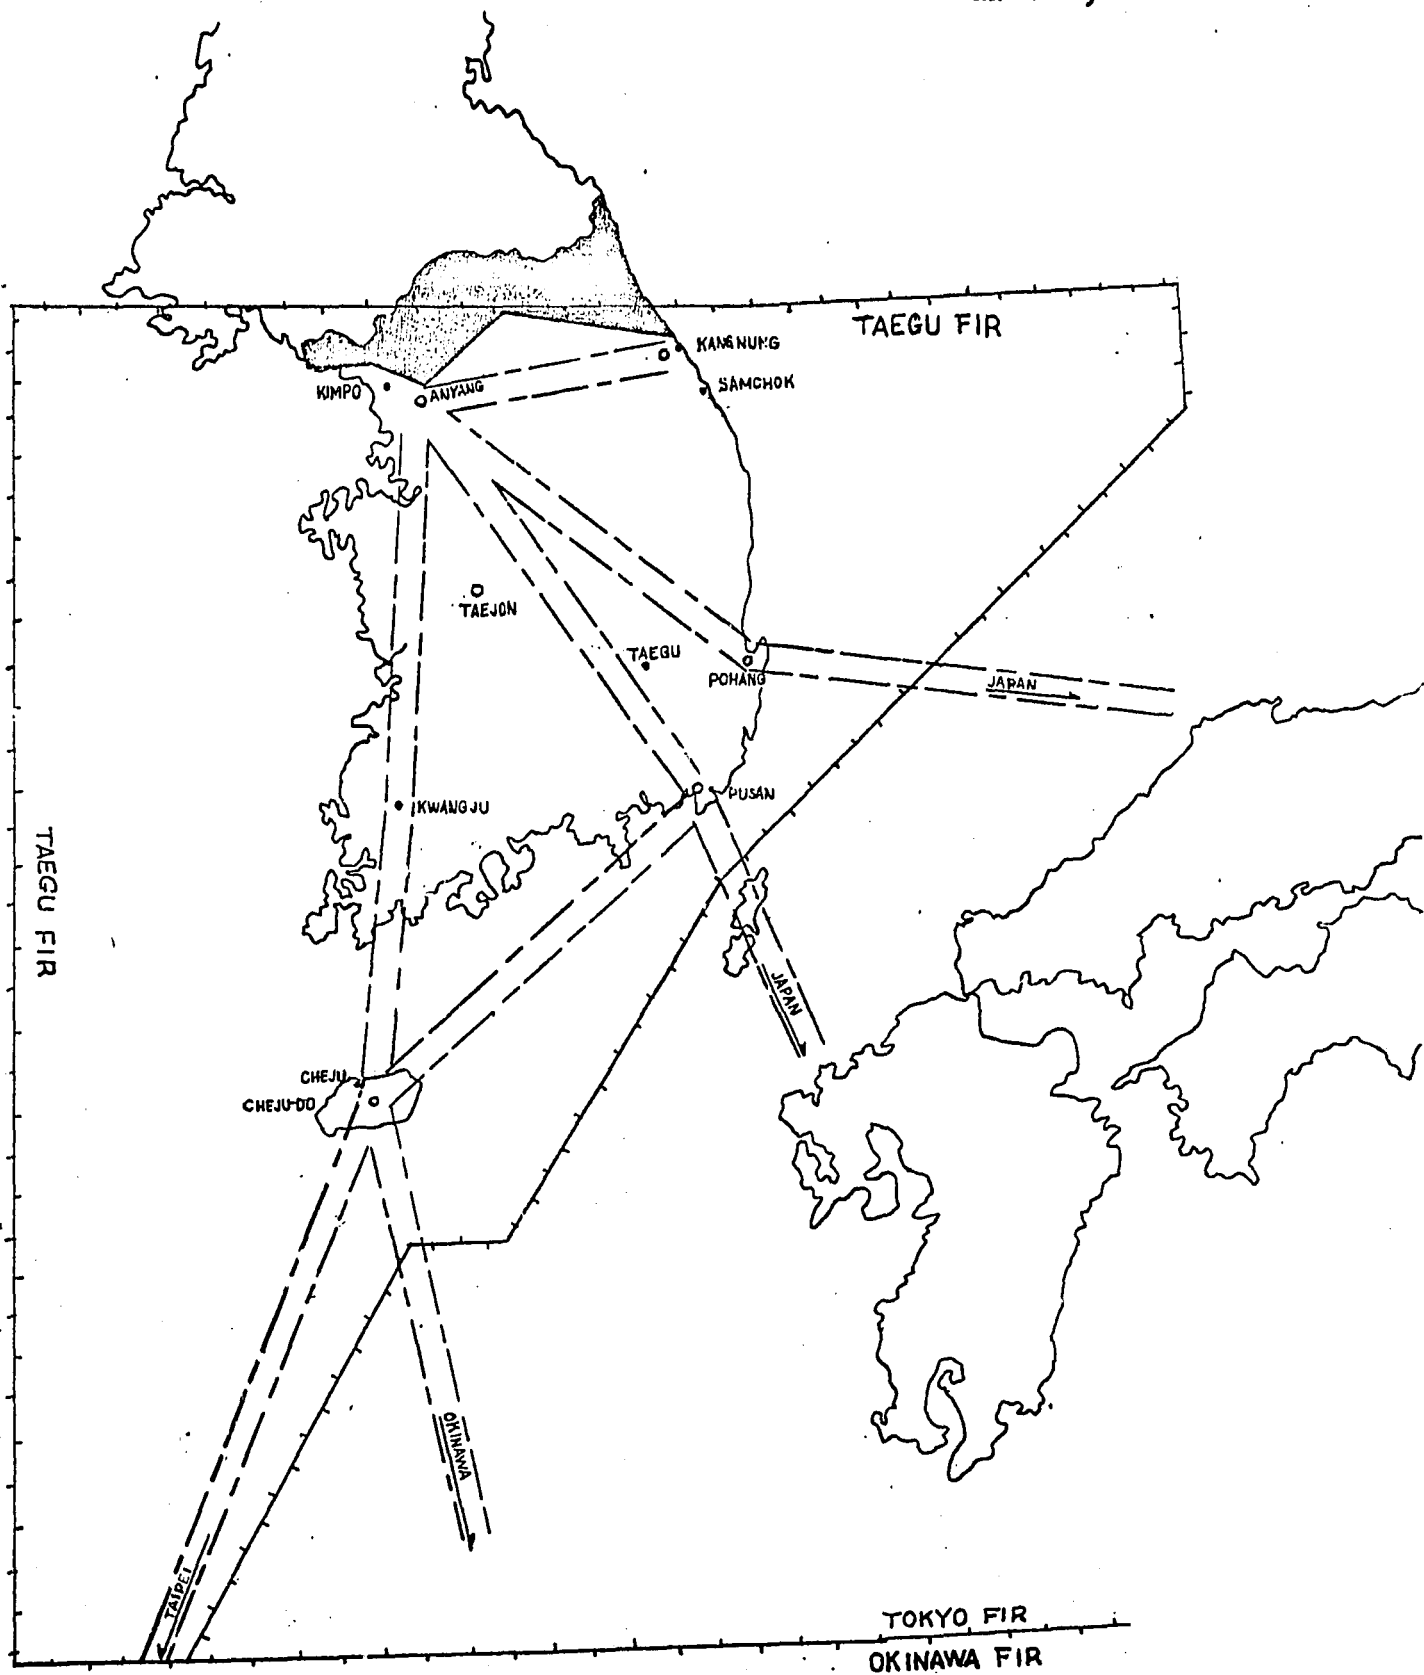 TAEGU FIR
KANGNUNG
SAMCHOK
KIMPO
ANYANG
TAEJON
TAEGU
POHANG
JAPAN
PUSAN
KWANGJU
TAEGU FIR
JAPAN
CHEJU
CHEJU-DO
OKINAWA
TAIPEI
TOKYO FIR
OKINAWA FIR